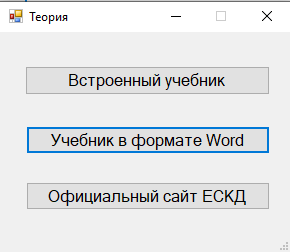 Теория
Встроенный учебник
Учебник в формате Word
Официальный сайт ЕСКД